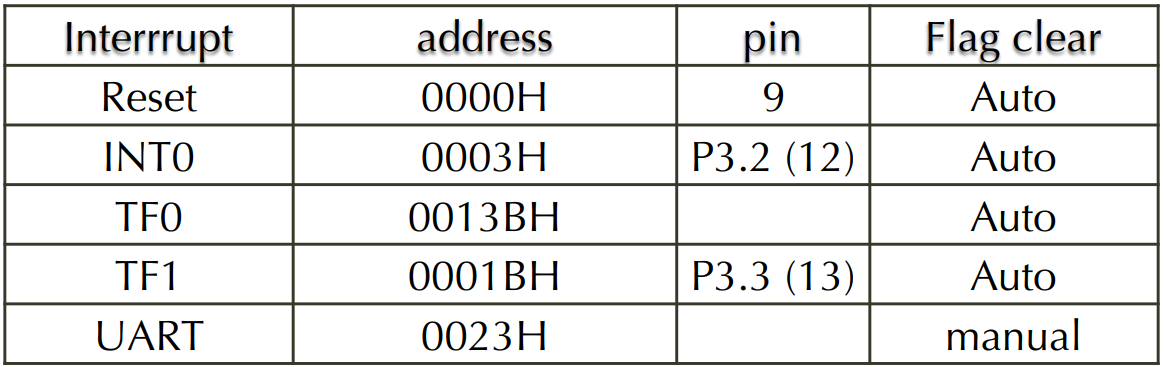 Interrrupt address pin Flag clear
Reset 0000H 9 Auto
INT0 0003H P3.2 (12) Auto
TF0 0013BH Auto
TF1 0001BH P3.3 (13) Auto
UART 0023H manual